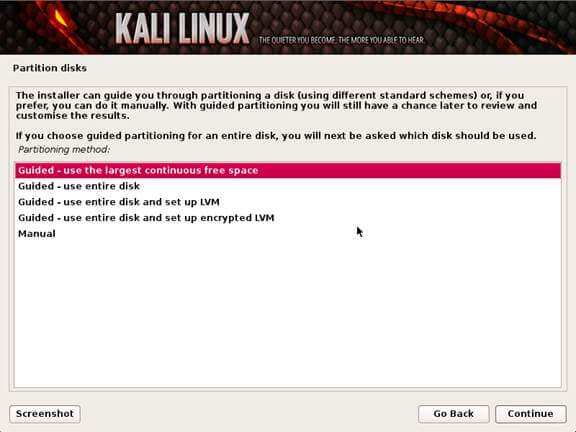 KALI LINUX THE QUIETER YOU BECOME, THE MORE YOU ABLE TO HEAR.
Partition disks
The installer can guide you through partitioning a disk (using different standard schemes) or, if you
prefer, you can do it manually. With guided partitioning you will still have a chance later to review and
customise the results.
If you choose guided partitioning for an entire disk, you will next be asked which disk should be used.
Partitioning method:
Guided - use the largest continuous free space
Guided - use entire disk
Guided - use entire disk and set up LVM
Guided - use entire disk and set up encrypted LVM
Manual
Screenshot Go Back Continue